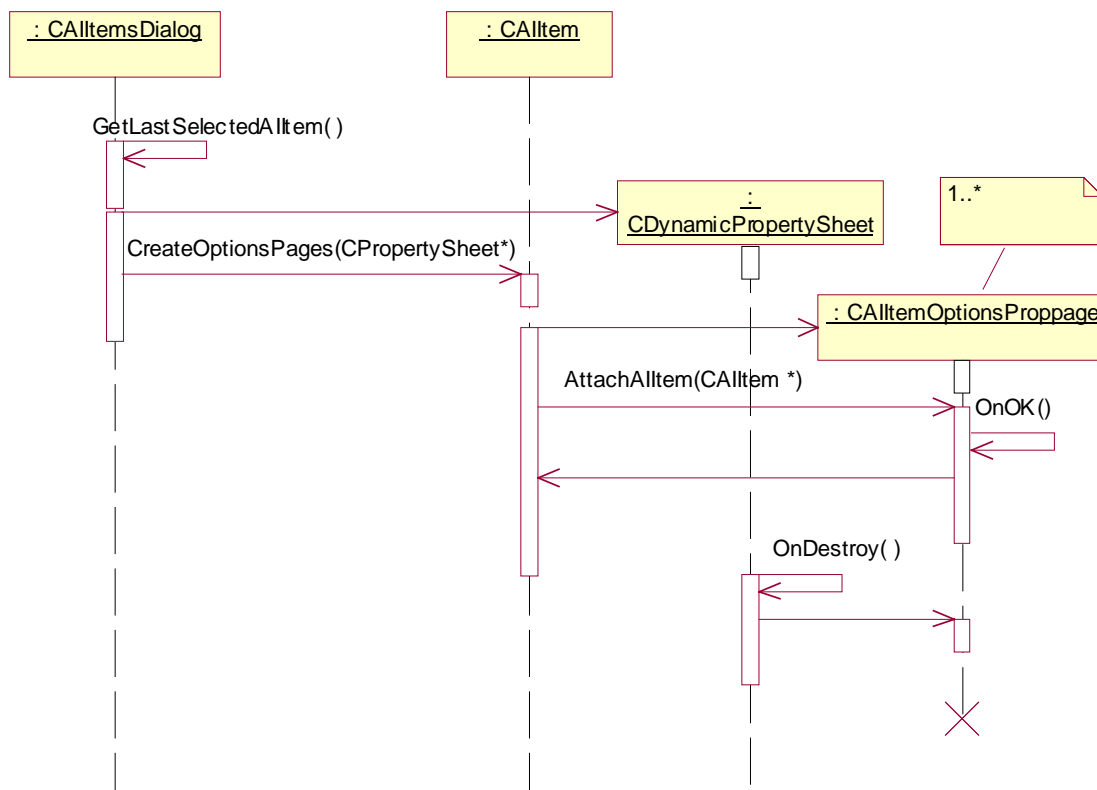 : CAIItemsDialog
: CAIItem
GetLastSelectedAIItem( )
:
CDynamicPropertySheet
1..*
CreateOptionsPages(CPropertySheet*)
: CAIItemOptionsProppage
AttachAIItem(CAIItem *)
OnOK( )
OnDestroy( )